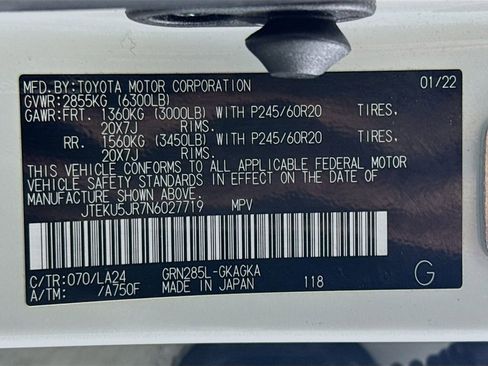 MFD.BY:TOYOTA MOTOR CORPORATION 01/22
GVWR:2855KG (6300LB)
GAWR:FRT. 1360KG (3000LB) WITH P245/60R20 TIRES,
20X7J RIMS.
RR. 1560KG (3450LB) WITH P245/60R20 TIRES,
20X7J RIMS.
THIS VEHICLE CONFORMS TO ALL APPLICABLE FEDERAL MOTOR
VEHICLE SAFETY STANDARDS IN EFFECT ON THE DATE OF
MANUFACTURE SHOWN ABOVE.
JTEKU5JR7N6027719 MPV
C/TR:070/LA24 GRN285L-GKAGKA
A/TM: /A750F MADE IN JAPAN 118 G